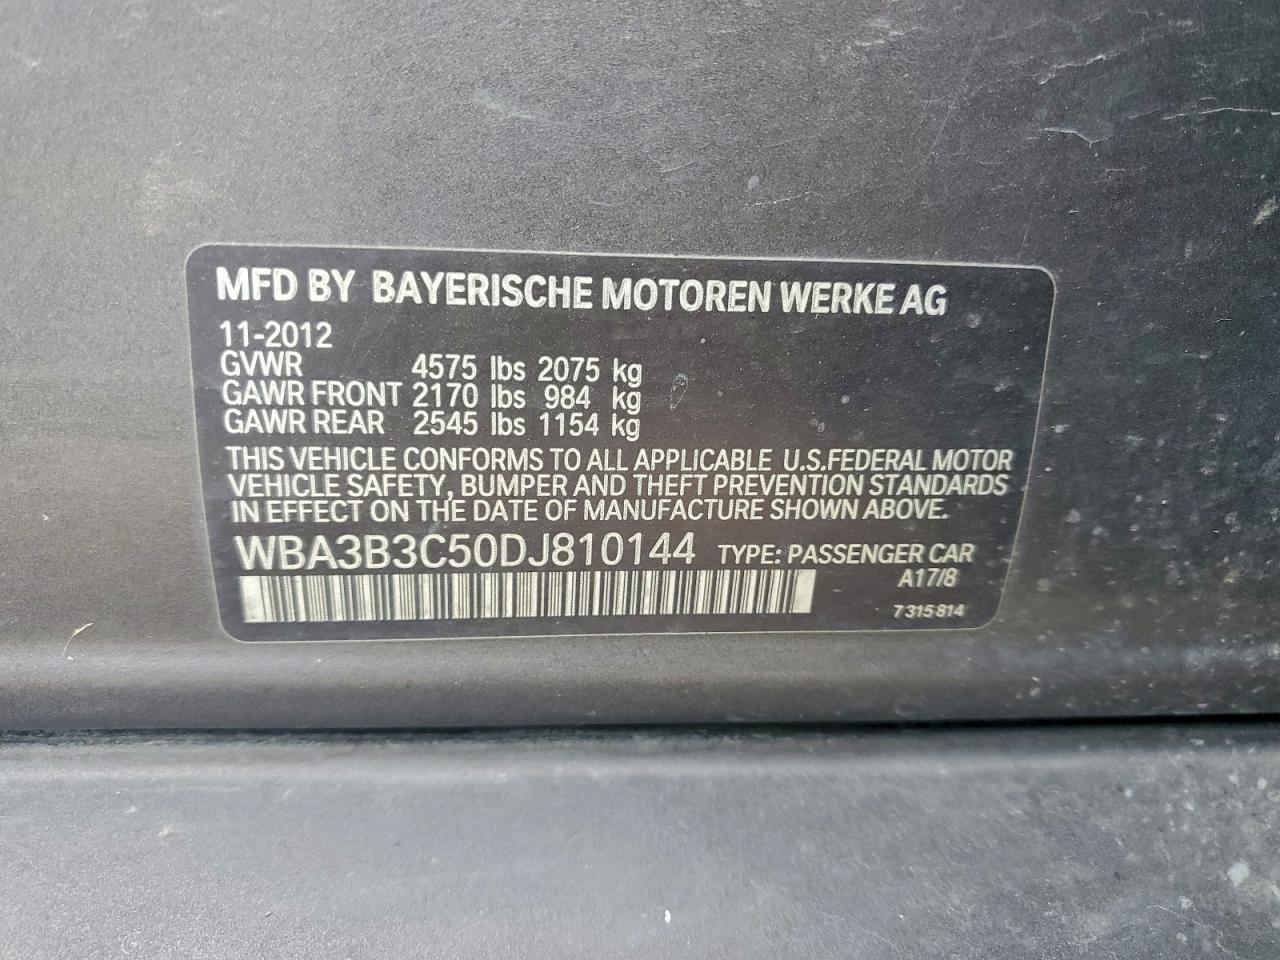 MFD BY BAYERISCHE MOTOREN WERKE AG
11-2012
GVWR 4575 lbs 2075 kg
GAWR FRONT 2170 lbs 984 kg
GAWR REAR 2545 lbs 1154 kg
THIS VEHICLE CONFORMS TO ALL APPLICABLE U.S.FEDERAL MOTOR
VEHICLE SAFETY, BUMPER AND THEFT PREVENTION STANDARDS
IN EFFECT ON THE DATE OF MANUFACTURE SHOWN ABOVE.
WBA3B3C50DJ810144 TYPE: PASSENGER CAR
A17/8
7 315 814